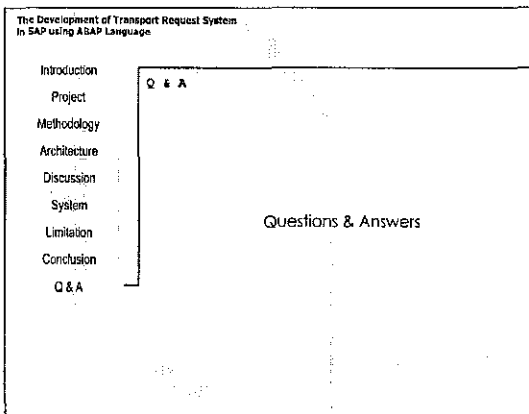 The Development of Transport Request System
in SAP using ABAP Language
Introduction
Project
Methodology
Architecture
Discussion
System
Limitation
Conclusion
Q & A
Q & A
Questions & Answers